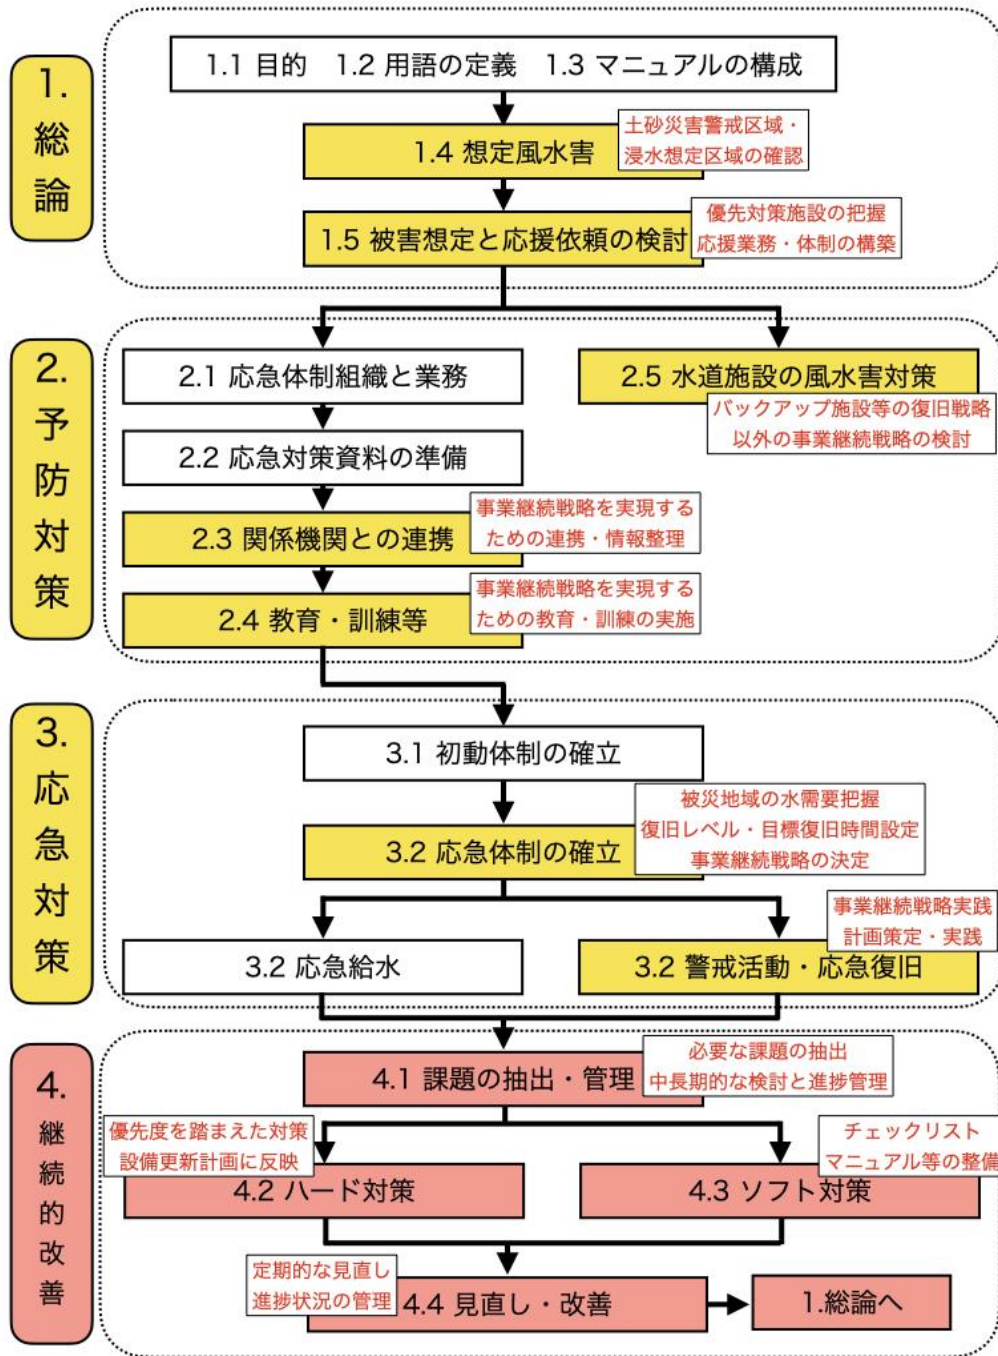 1.
総
論
1.1 目的 1.2 用語の定義 1.3 マニュアルの構成
1.4 想定風水害
土砂災害警戒区域・
浸水想定区域の確認
1.5 被害想定と応援依頼の検討
優先対策施設の把握
応援業務・体制の構築
2.
予
防
対
策
2.1 応急体制組織と業務
2.5 水道施設の風水害対策
バックアップ施設等の復旧戦略
以外の事業継続戦略の検討
2.2 応急対策資料の準備
2.3 関係機関との連携
事業継続戦略を実現する
ための連携・情報整理
2.4 教育・訓練等
事業継続戦略を実現する
ための教育・訓練の実施
3.
応
急
対
策
3.1 初動体制の確立
3.2 応急体制の確立
被災地域の水需要把握
復旧レベル・目標復旧時間設定
事業継続戦略の決定
3.2 応急給水
3.2 警戒活動・応急復旧
事業継続戦略実践
計画策定・実践
4.
継
続
的
改
善
4.1 課題の抽出・管理
必要な課題の抽出
中長期的な検討と進捗管理
優先度を踏まえた対策
設備更新計画に反映
4.2 ハード対策
チェックリスト
マニュアル等の整備
4.3 ソフト対策
定期的な見直し
進捗状況の管理
4.4 見直し・改善
1.総論へ